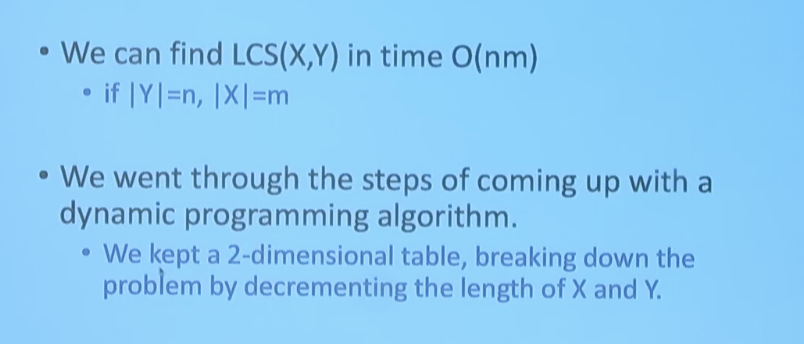 • We can find LCS(X,Y) in time O(nm)
• if |Y|=n, |X|=m
• We went through the steps of coming up with a
dynamic programming algorithm.
• We kept a 2-dimensional table, breaking down the
problem by decrementing the length of X and Y.